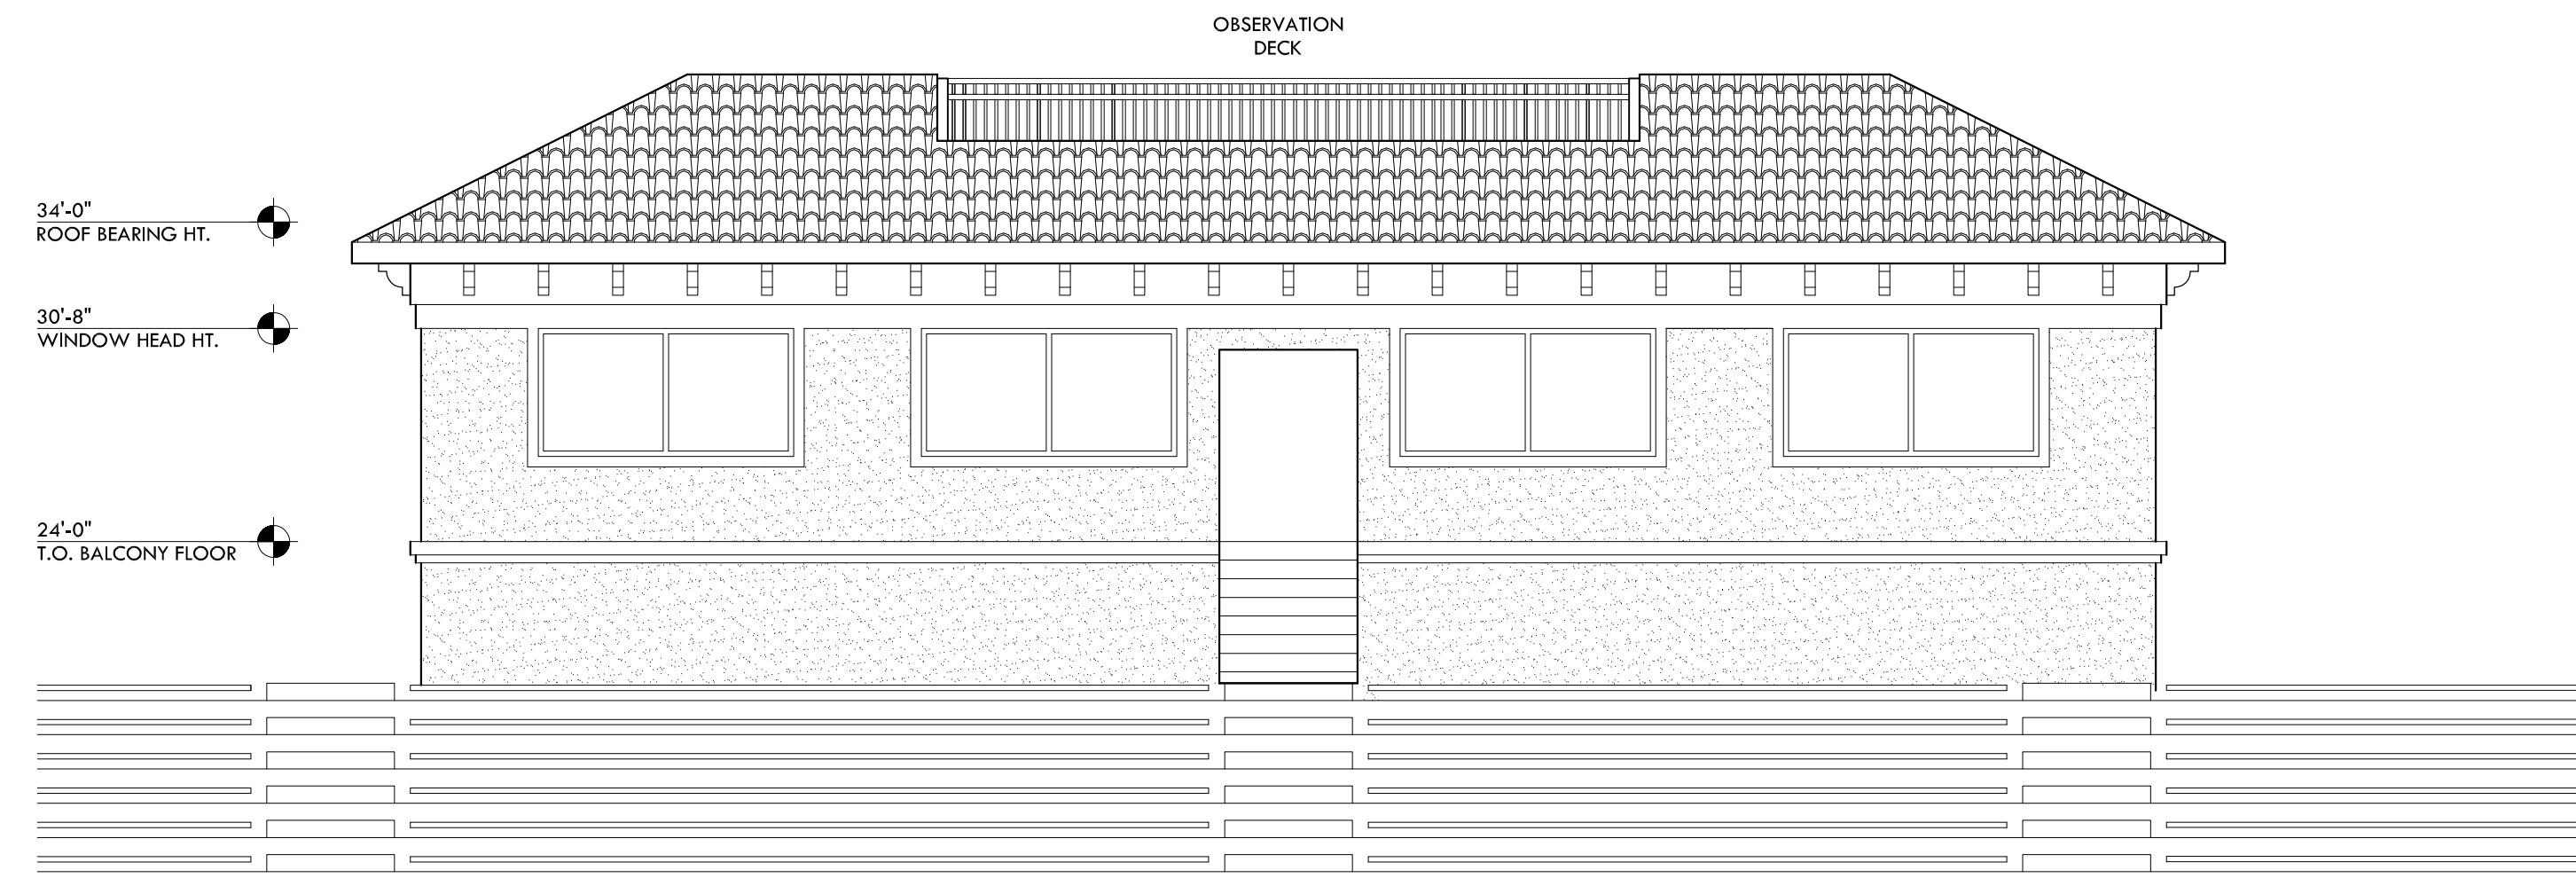 OBSERVATION
DECK
34'-0"
ROOF BEARING HT.
30'-8"
WINDOW HEAD HT.
24'-0"
T.O. BALCONY FLOOR